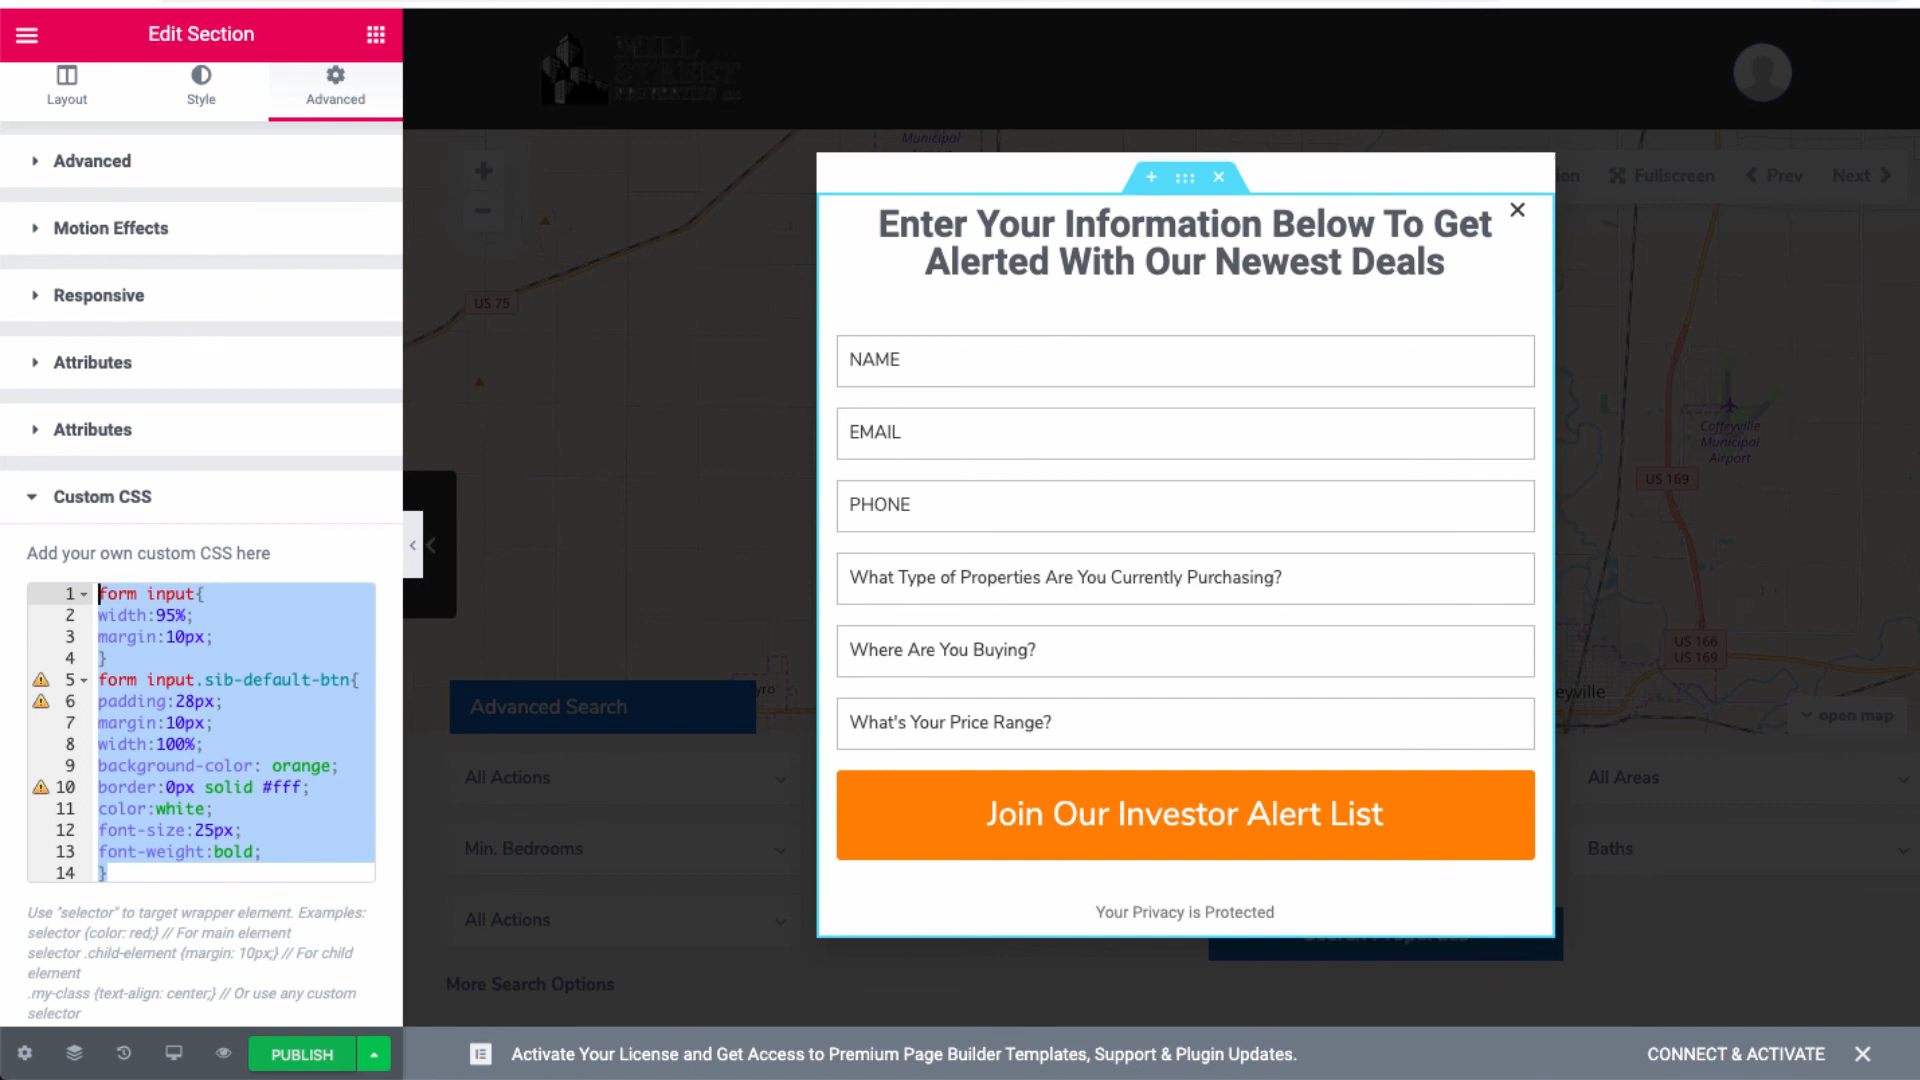 Edit Section
Layout
Style
Advanced
Advanced
Motion Effects
Responsive
Attributes
Attributes
Custom CSS
Add your own custom CSS here
1 form input{
2 width:95%;
3 margin:10px;
4 }
5 form input.sib-default-btn{
6 padding:28px;
7 margin:10px;
8 width:100%;
9 background-color: orange;
10 border:0px solid #fff;
11 color:white;
12 font-size:25px;
13 font-weight:bold;
14 }
Use "selector" to target wrapper element. Examples:
selector {color: red;} // For main element
selector .child-element {margin: 10px;} // For child
element
.my-class {text-align: center;} // Or use any custom
selector
PUBLISH
MILL
STREET
PROPERTIES LLC
Municipal
US 75
Fullscreen
Prev
Next
Enter Your Information Below To Get
Alerted With Our Newest Deals
NAME
EMAIL
PHONE
What Type of Properties Are You Currently Purchasing?
Where Are You Buying?
What's Your Price Range?
Join Our Investor Alert List
Your Privacy is Protected
Coffeyville
Municipal
Airport
US 169
US 166
US 169
eyville
open map
Advanced Search
yro
All Actions
All Areas
Min. Bedrooms
Baths
All Actions
More Search Options
Activate Your License and Get Access to Premium Page Builder Templates, Support & Plugin Updates.
CONNECT & ACTIVATE